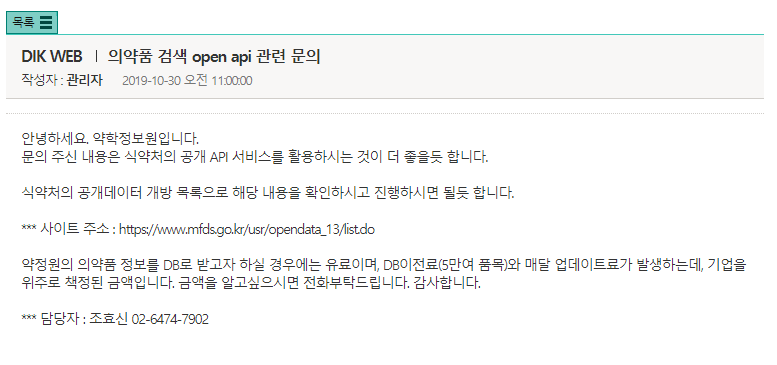 목록
DIK WEB ㅣ 의약품 검색 open api 관련 문의
작성자 : 관리자 2019-10-30 오전 11:00:00
안녕하세요. 약학정보원입니다.
문의 주신 내용은 식약처의 공개 API 서비스를 활용하시는 것이 더 좋을듯 합니다.
식약처의 공개데이터 개방 목록으로 해당 내용을 확인하시고 진행하시면 될듯 합니다.
*** 사이트 주소 : https://www.mfds.go.kr/usr/opendata_13/list.do
약정원의 의약품 정보를 DB로 받고자 하실 경우에는 유료이며, DB이전료(5만여 품목)와 매달 업데이트료가 발생하는데, 기업을
위주로 책정된 금액입니다. 금액을 알고싶으시면 전화부탁드립니다. 감사합니다.
*** 담당자 : 조효신 02-6474-7902